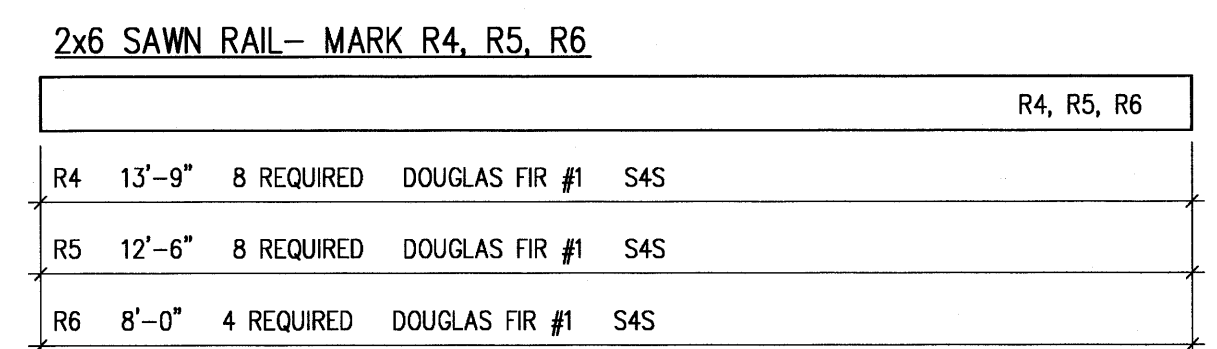 2x6 SAWN RAIL– MARK R4, R5, R6
R4, R5, R6
R4 13'–9" 8 REQUIRED DOUGLAS FIR #1 S4S
R5 12'–6" 8 REQUIRED DOUGLAS FIR #1 S4S
R6 8'–0" 4 REQUIRED DOUGLAS FIR #1 S4S